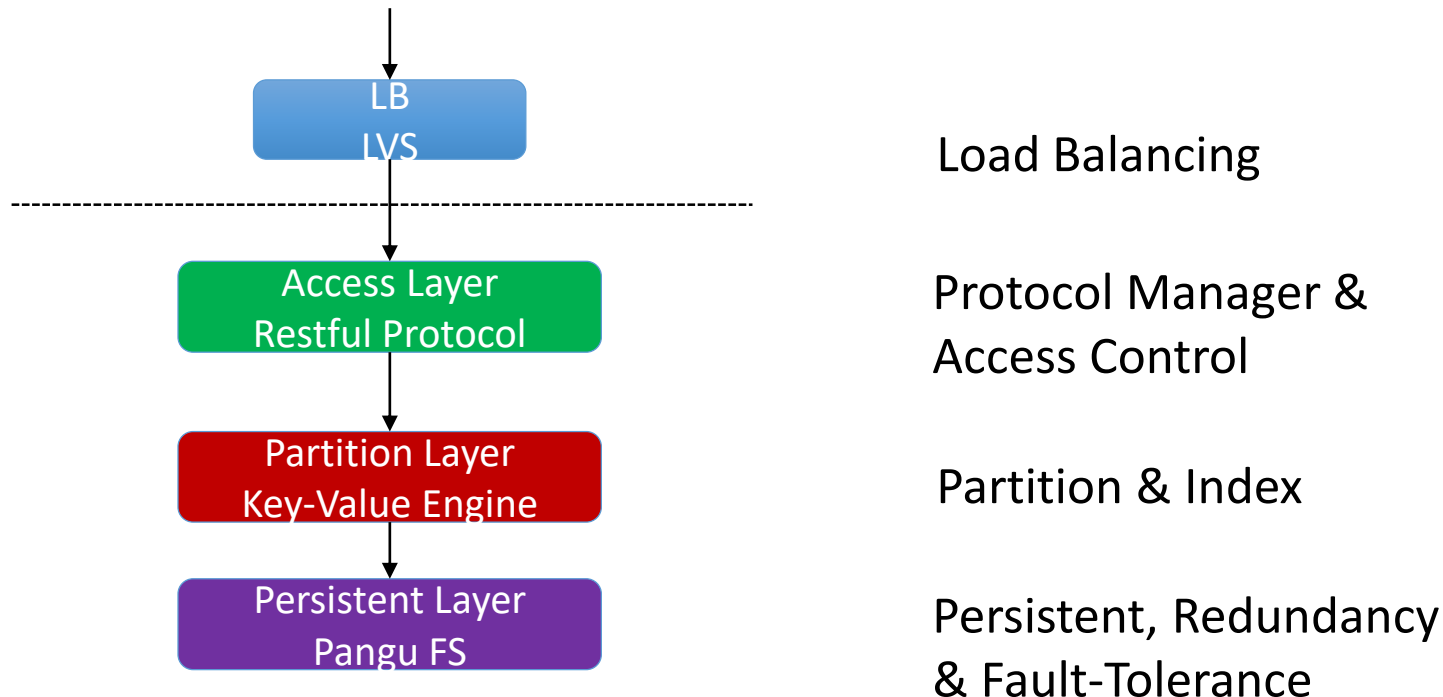 LB
LVS
Load Balancing
Access Layer
Restful Protocol
Protocol Manager &
Access Control
Partition Layer
Key-Value Engine
Partition & Index
Persistent Layer
Pangu FS
Persistent, Redundancy
& Fault-Tolerance